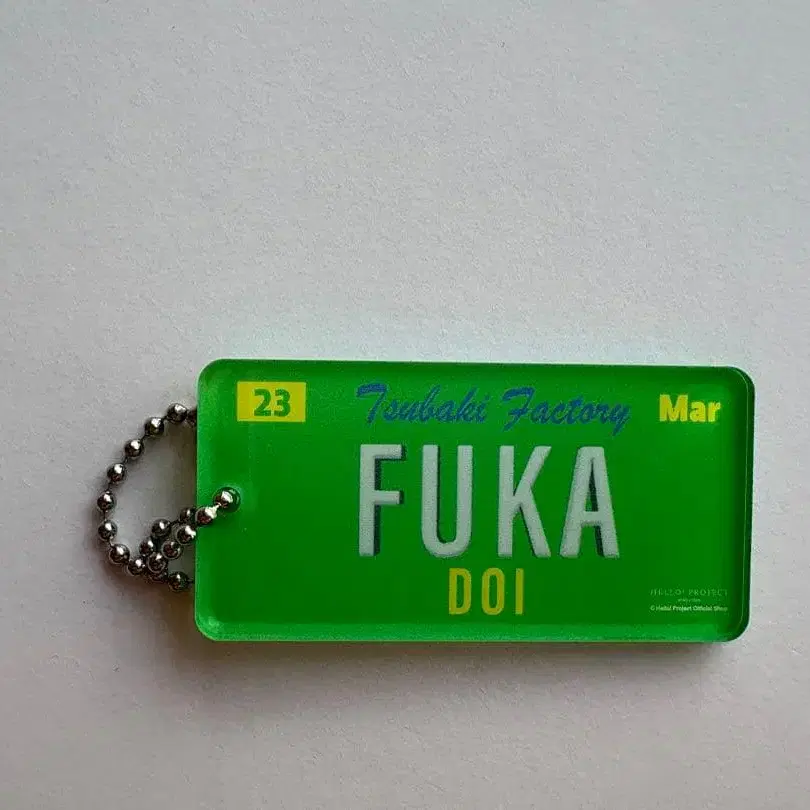 23 Tsubaki Factory Mar
FUKA
DOI
HELLO! PROJECT
© Hello! Project Official Shop